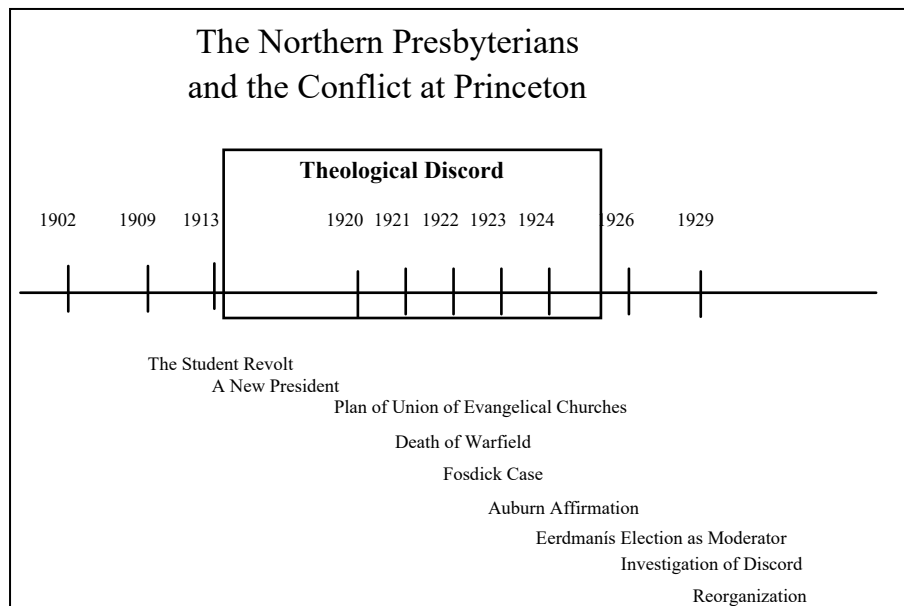 The Northern Presbyterians
and the Conflict at Princeton
Theological Discord
1902 1909 1913 1920 1921 1922 1923 1924 1926 1929
The Student Revolt
A New President
Plan of Union of Evangelical Churches
Death of Warfield
Fosdick Case
Auburn Affirmation
Eerdmanís Election as Moderator
Investigation of Discord
Reorganization